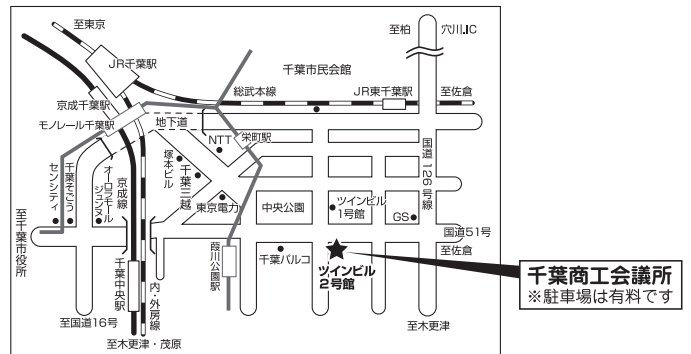 至東京
至柏
穴川.IC
JR千葉駅
千葉市民会館
京成千葉駅
総武本線
JR東千葉駅
至佐倉
モノレール千葉駅
地下道
栄町駅
NTT
国道126号線
塚本ビル
千葉三越
千葉そごう
センシティ
オーロラモール
ジュンヌ
京成線
東京電力
中央公園
ツインビル
1号館
GS
国道51号
至千葉市役所
千葉パルコ
至佐倉
葭川公園駅
ツインビル
2号館
千葉商工会議所
※駐車場は有料です
千葉中央駅
内・外房線
至国道16号
至木更津
至木更津・茂原